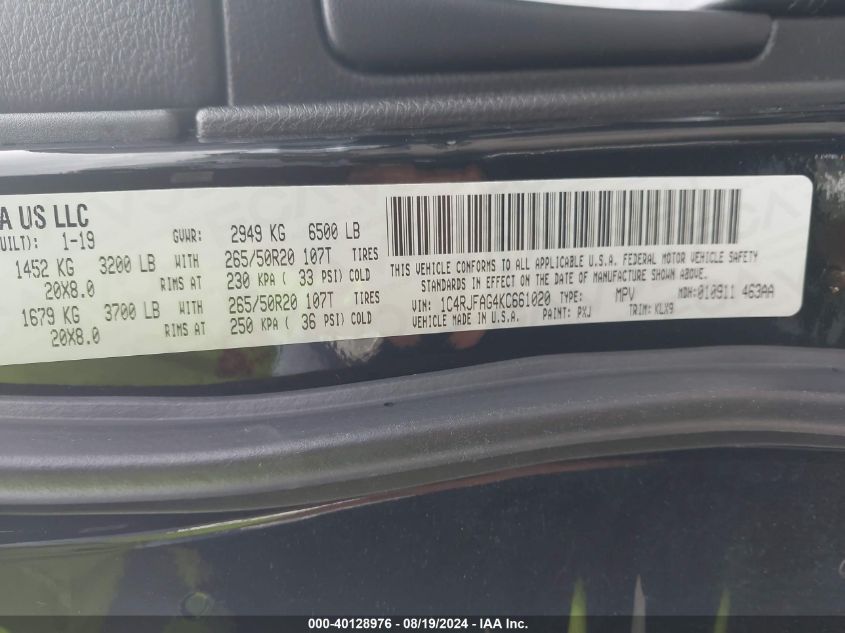 A US LLC
UILT): 1-19 GVWR: 2949 KG 6500 LB
1452 KG 3200 LB WITH 265/50R20 107T TIRES
20X8.0 RIMS AT 230 KPA ( 33 PSI) COLD
1679 KG 3700 LB WITH 265/50R20 107T TIRES
20X8.0 RIMS AT 250 KPA ( 36 PSI) COLD
THIS VEHICLE CONFORMS TO ALL APPLICABLE U.S.A. FEDERAL MOTOR VEHICLE SAFETY
STANDARDS IN EFFECT ON THE DATE OF MANUFACTURE SHOWN ABOVE.
VIN: 1C4RJFAG4KC661020 TYPE: MPV MDH:010911 463AA
VEHICLE MADE IN U.S.A. PAINT: PXJ TRIM: KLX9
000-40128976 / 08/19/2024 - IAA Inc.